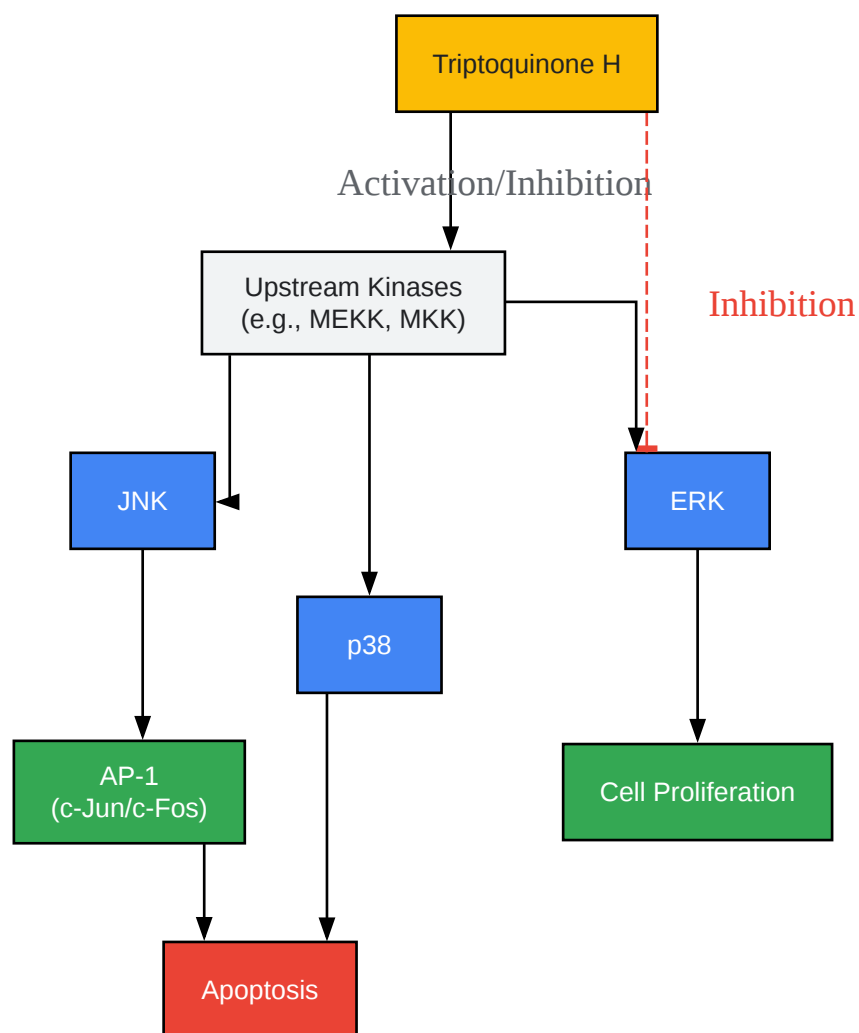 Triptoquinone H
Activation/Inhibition
Upstream Kinases
(e.g., MEKK, MKK)
Inhibition
JNK
ERK
p38
AP-1
(c-Jun/c-Fos)
Cell Proliferation
Apoptosis